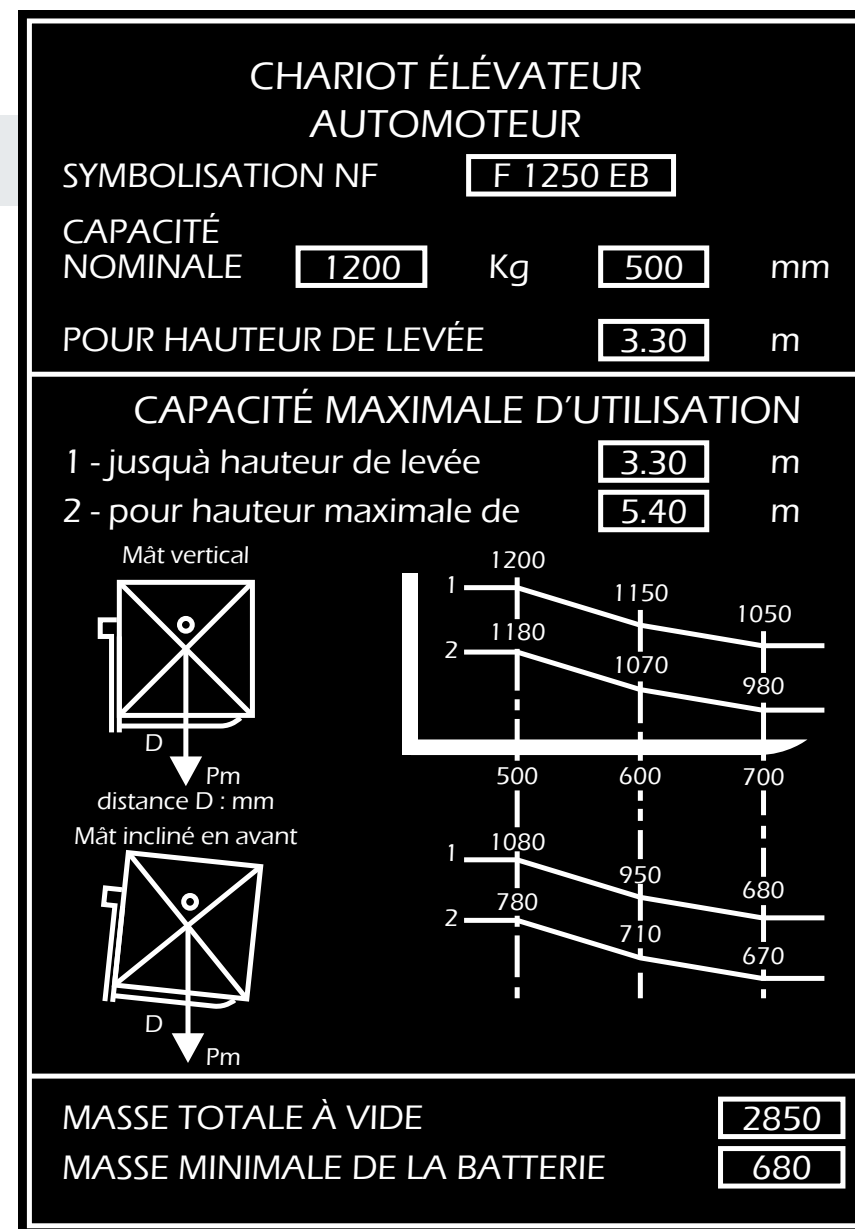 CHARIOT ÉLÉVATEUR
AUTOMOTEUR
SYMBOLISATION NF F 1250 EB
CAPACITÉ
NOMINALE 1200 Kg 500 mm
POUR HAUTEUR DE LEVÉE 3.30 m
CAPACITÉ MAXIMALE D'UTILISATION
1 - jusquà hauteur de levée 3.30 m
2 - pour hauteur maximale de 5.40 m
Mât vertical
D
Pm
distance D : mm
1200
1 1150
1050
1180
2 1070
980
500 600 700
Mât incliné en avant
D
Pm
1080
1 950
680
780
2 710
670
MASSE TOTALE À VIDE 2850
MASSE MINIMALE DE LA BATTERIE 680